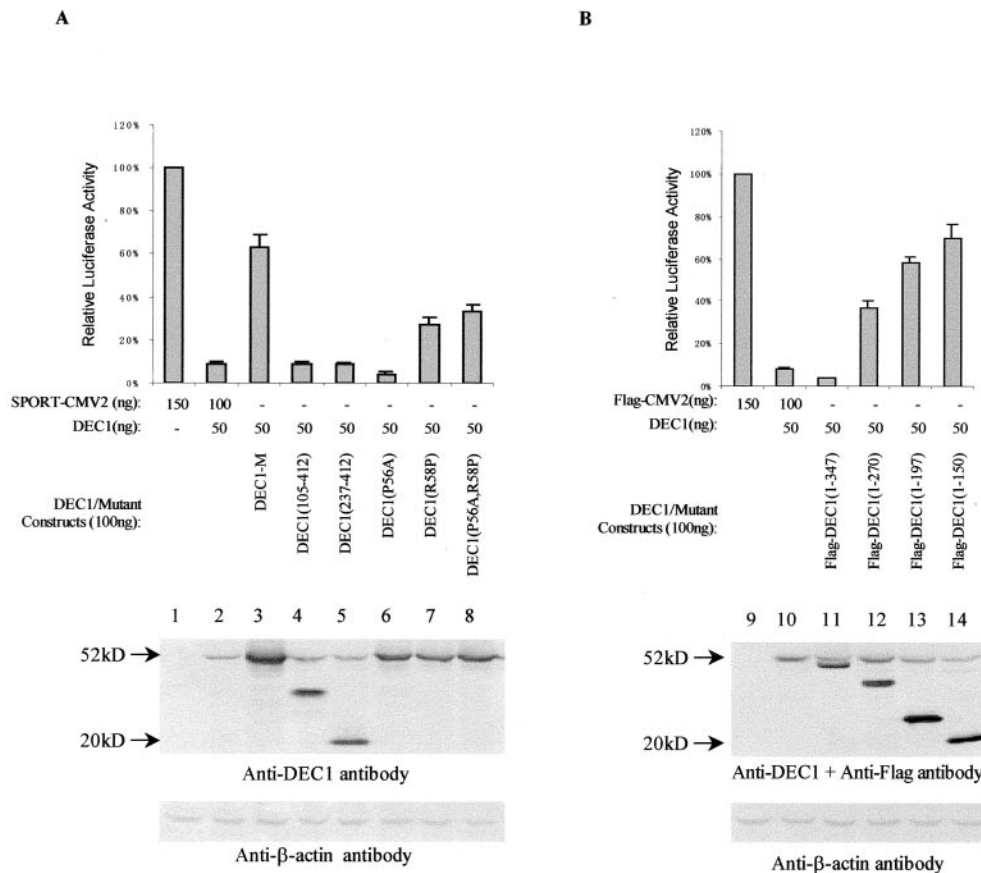 A
B
120%
100%
80%
60%
40%
20%
0%
Relative Luciferase Activity
SPORT-CMV2 (ng): 150 100 - - - - - -
DEC1(ng): - 50 50 50 50 50 50 50
DEC1/Mutant
Constructs (100ng):
DEC1-M
DEC1(105-412)
DEC1(237-412)
DEC1(P56A)
DEC1(R58P)
DEC1(P56A,R58P)
1 2 3 4 5 6 7 8
52kD
20kD
Anti-DEC1 antibody
Anti-β-actin antibody
120%
100%
80%
60%
40%
20%
0%
Relative Luciferase Activity
Flag-CMV2(ng): 150 100 - - - -
DEC1(ng): 50 50 50 50 50
DEC1/Mutant
Constructs (100ng):
Flag-DEC1(1-347)
Flag-DEC1(1-270)
Flag-DEC1(1-197)
Flag-DEC1(1-150)
9 10 11 12 13 14
52kD
20kD
Anti-DEC1 + Anti-Flag antibody
Anti-β-actin antibody